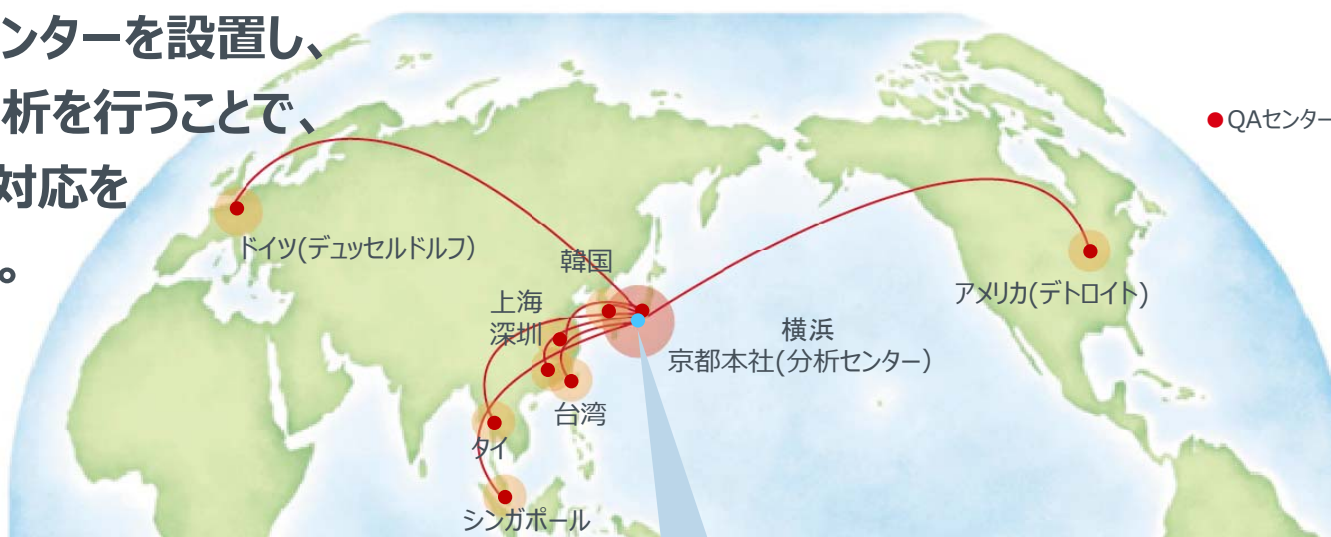 ンターを設置し、
析を行うことで、
対応を
。
●QAセンター
ドイツ(デュッセルドルフ)
韓国
上海
深圳
台湾
タイ
シンガポール
横浜
京都本社(分析センター)
アメリカ(デトロイト)